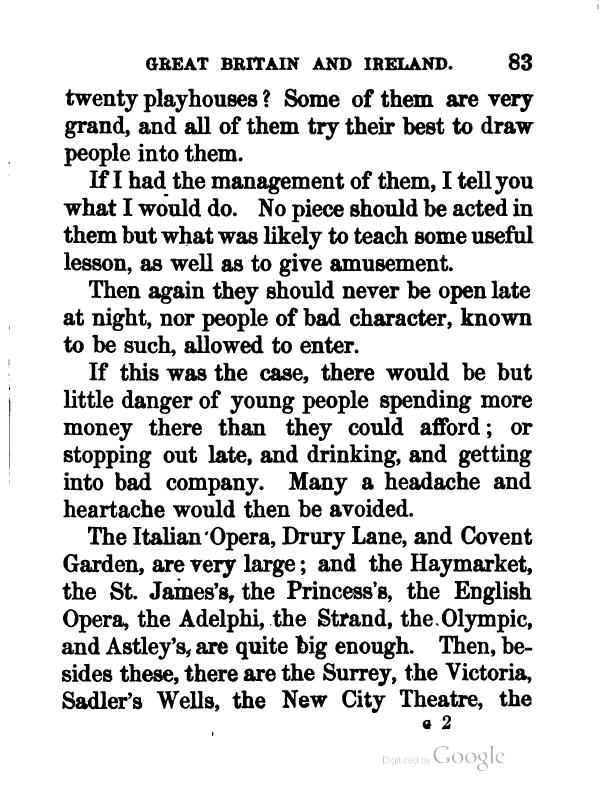 GREAT BRITAIN AND IRELAND. 83
twenty playhouses? Some of them are very
grand, and all of them try their best to draw
people into them.
If I had the management of them, I tell you
what I would do. No piece should be acted in
them but what was likely to teach some useful
lesson, as well as to give amusement.
Then again they should never be open late
at night, nor people of bad character, known
to be such, allowed to enter.
If this was the case, there would be but
little danger of young people spending more
money there than they could afford; or
stopping out late, and drinking, and getting
into bad company. Many a headache and
heartache would then be avoided.
The Italian Opera, Drury Lane, and Covent
Garden, are very large; and the Haymarket,
the St. James's, the Princess's, the English
Opera, the Adelphi, the Strand, the Olympic,
and Astley's, are quite big enough. Then, be-
sides these, there are the Surrey, the Victoria,
Sadler's Wells, the New City Theatre, the
G 2
Digitized by Google